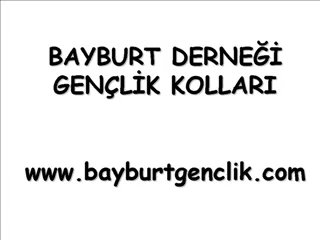 BAYBURT DERNEĞİ
GENÇLİK KOLLARI
www.bayburtgenclik.com